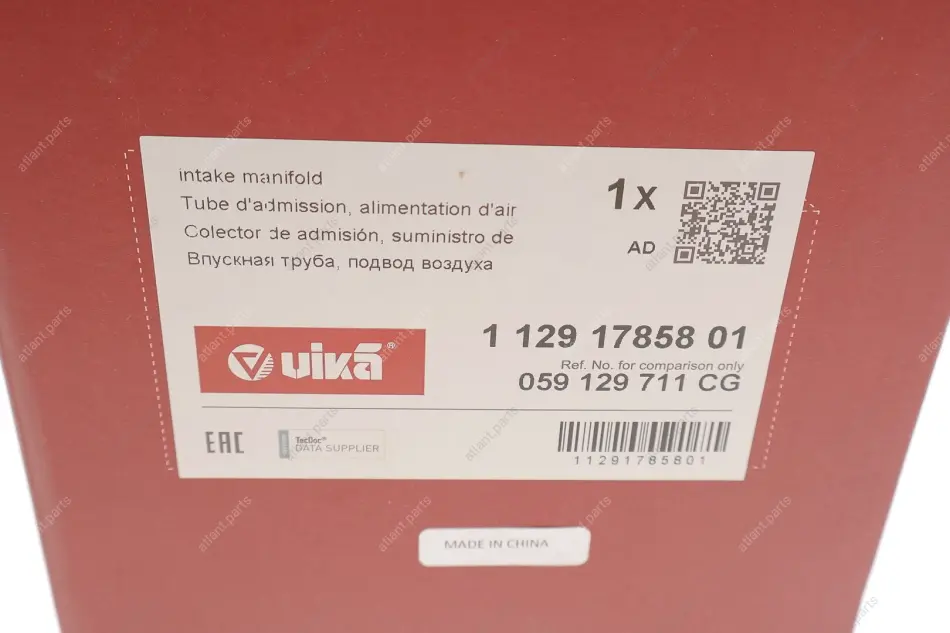 intake manifold
Tube d'admission, alimentation d'air
Colector de admisión, suministro de
Впускная труба, подвод воздуха
1x
AD
vika®
1 129 17858 01
Ref. No. for comparison only
059 129 711 CG
EAC
TecDoc®
DATA SUPPLIER
11291785801
MADE IN CHINA
atlant.parts